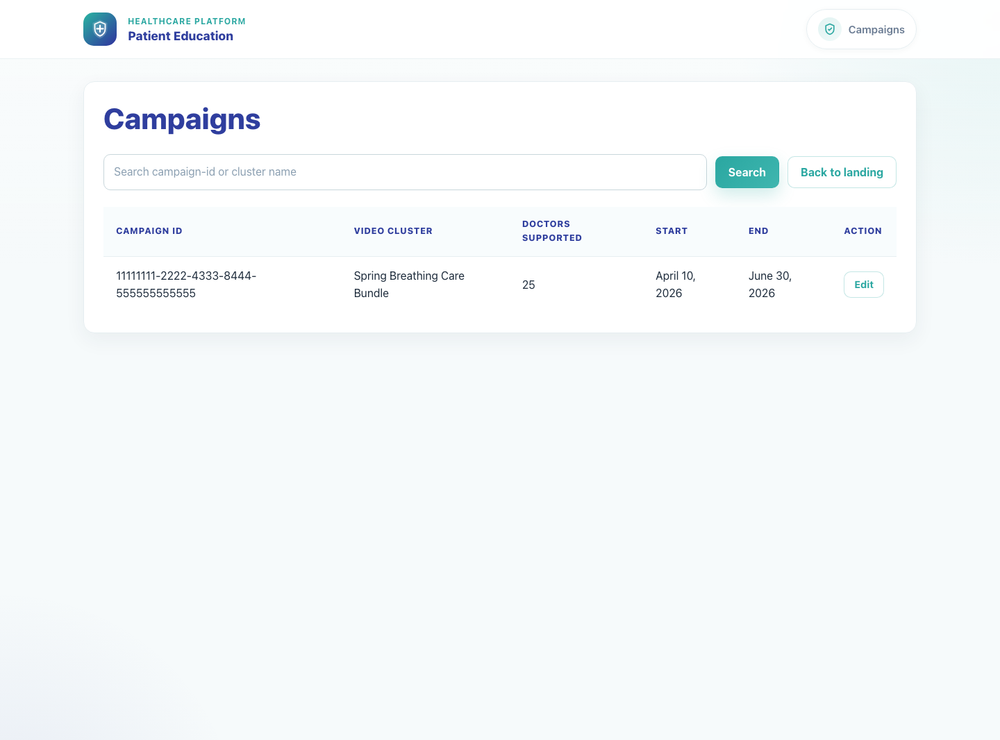 HEALTHCARE PLATFORM
Patient Education
Campaigns
Campaigns
Search campaign-id or cluster name
Search
Back to landing
CAMPAIGN ID
VIDEO CLUSTER
DOCTORS
SUPPORTED
START
END
ACTION
11111111-2222-4333-8444-
555555555555
Spring Breathing Care
Bundle
25
April 10,
2026
June 30,
2026
Edit